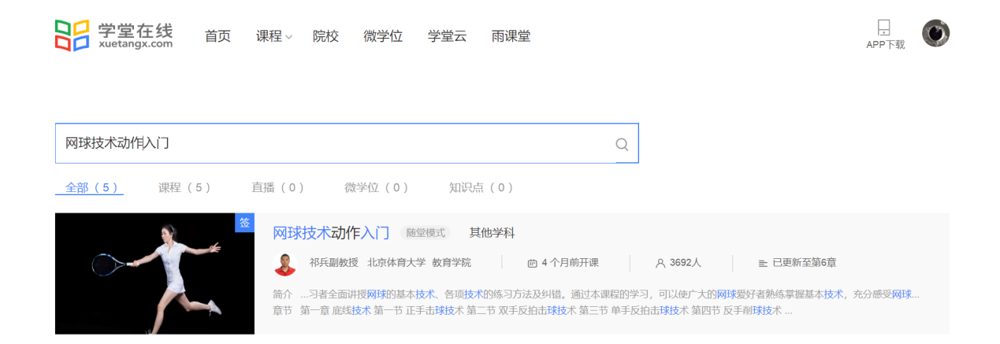 学堂在线
xuetangx.com
首页 课程 院校 微学位 学堂云 雨课堂
APP下载
网球技术动作入门
全部（5） 课程（5） 直播（0） 微学位（0） 知识点（0）
签
网球技术动作入门 随堂模式 其他学科
祁兵副教授 北京体育大学 教育学院 4 个月前开课 3692人 已更新至第6章
简介 ...习者全面讲授网球的基本技术、各项技术的练习方法及纠错。通过本课程的学习，可以使广大的网球爱好者熟练掌握基本技术，充分感受网球...
章节 第一章 底线技术 第一节 正手击球技术 第二节 双手反拍击球技术 第三节 单手反拍击球技术 第四节 反手削球技术 ...